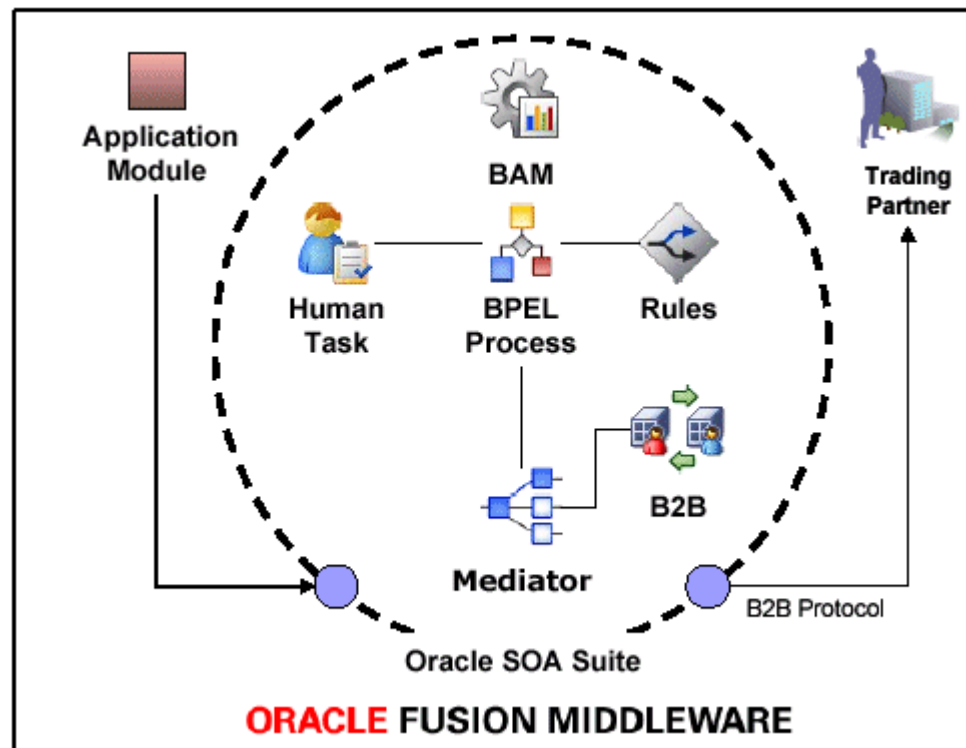 Application
Module
BAM
Trading
Partner
Human
Task
BPEL
Process
Rules
B2B
Mediator
B2B Protocol
Oracle SOA Suite
ORACLE FUSION MIDDLEWARE